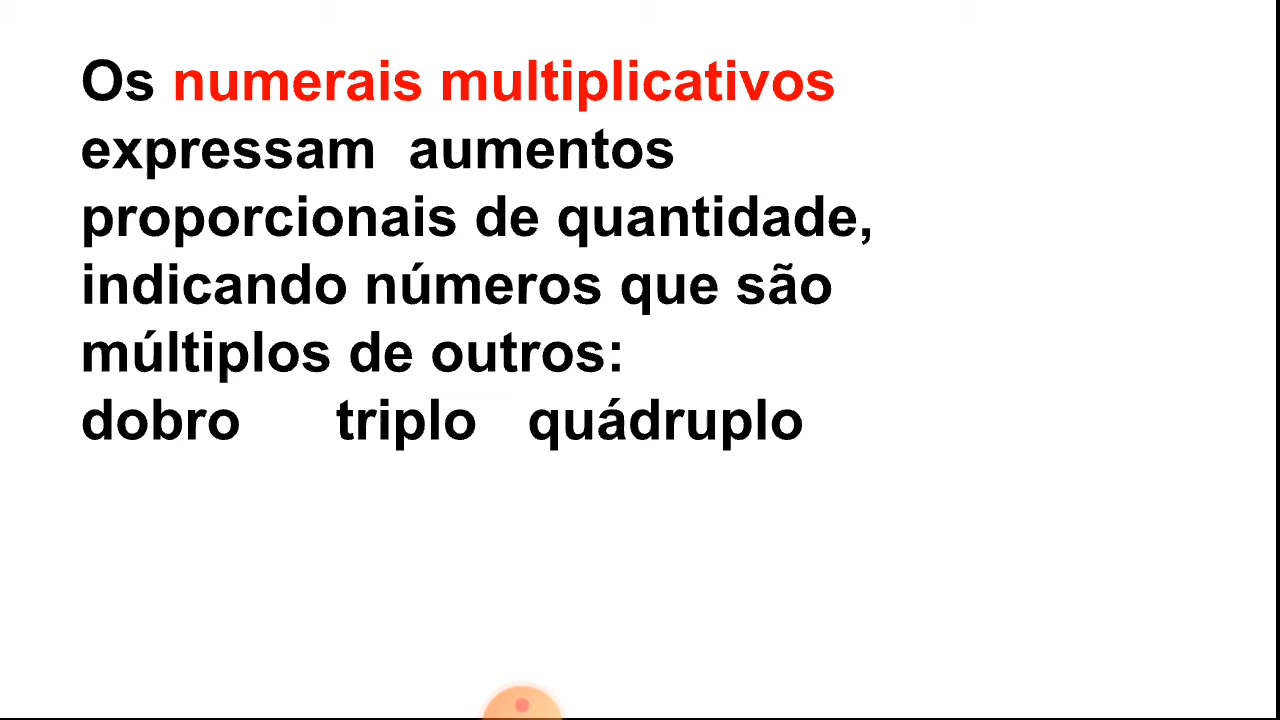 Os numerais multiplicativos
expressam aumentos
proporcionais de quantidade,
indicando números que são
múltiplos de outros:
dobro triplo quádruplo